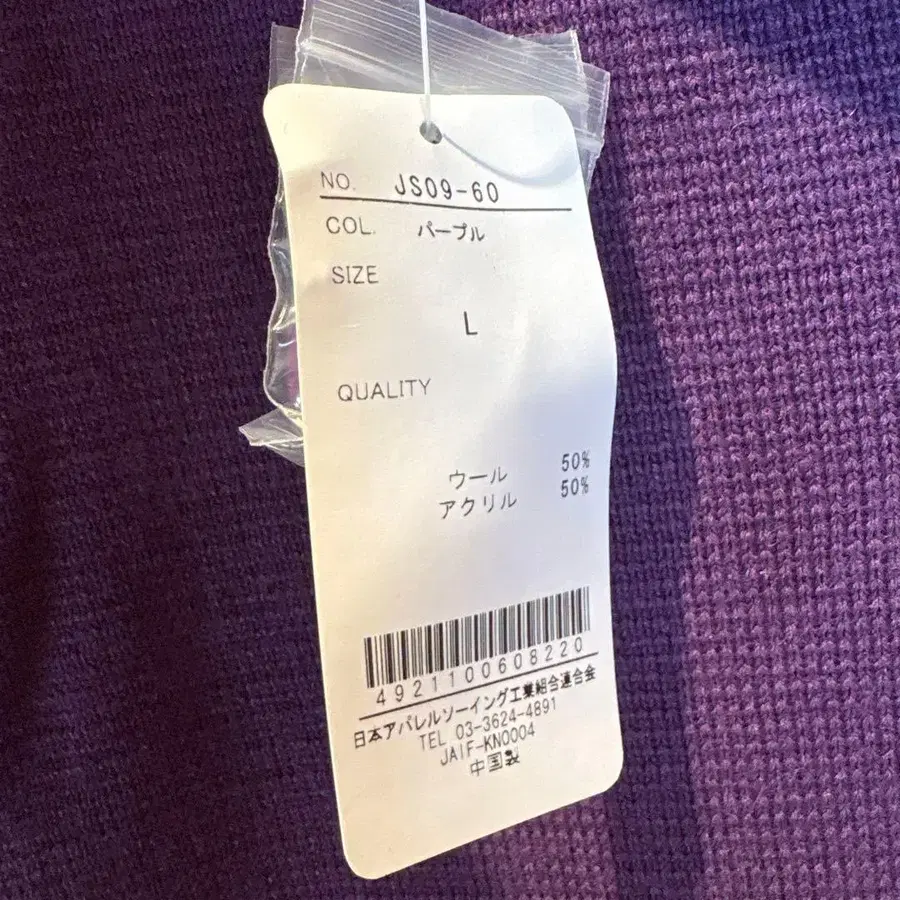 NO. JS09-60
COL. パープル
SIZE
L
QUALITY
ウール 50%
アクリル 50%
4921100608220
日本アパレルソーイング工業組合連合会
TEL 03-3624-4891
JAIF-KN0004
中国製